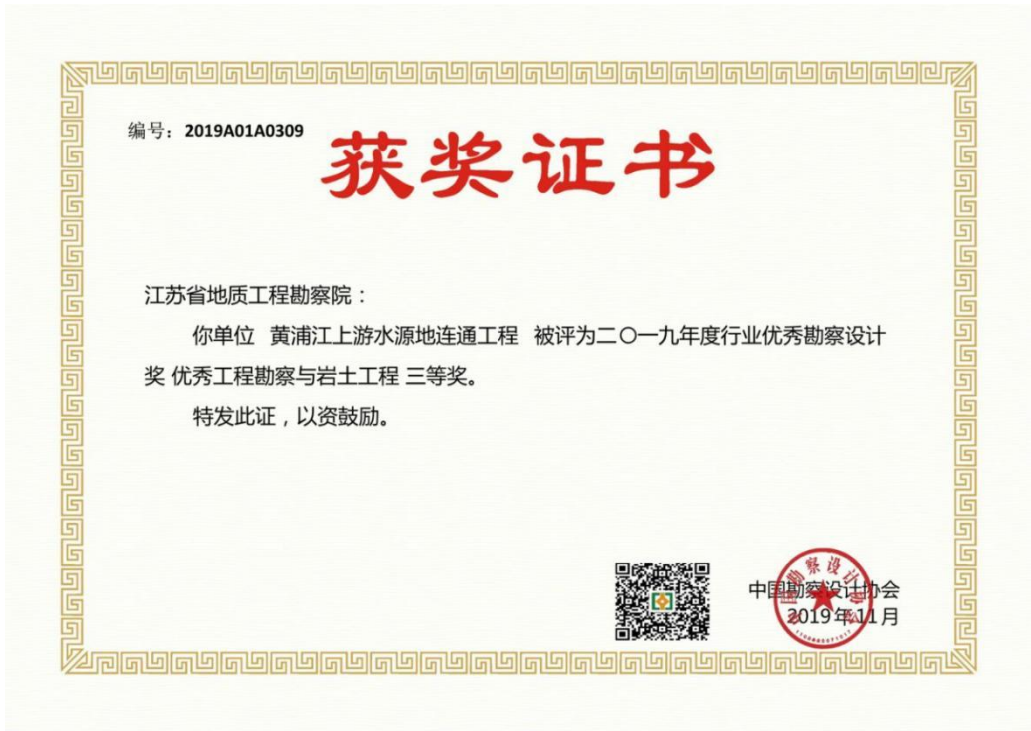 编号：2019A01A0309
获奖证书
江苏省地质工程勘察院：
你单位 黄浦江上游水源地连通工程 被评为二〇一九年度行业优秀勘察设计
奖 优秀工程勘察与岩土工程 三等奖。
特发此证，以资鼓励。
中国勘察设计协会
2019年11月